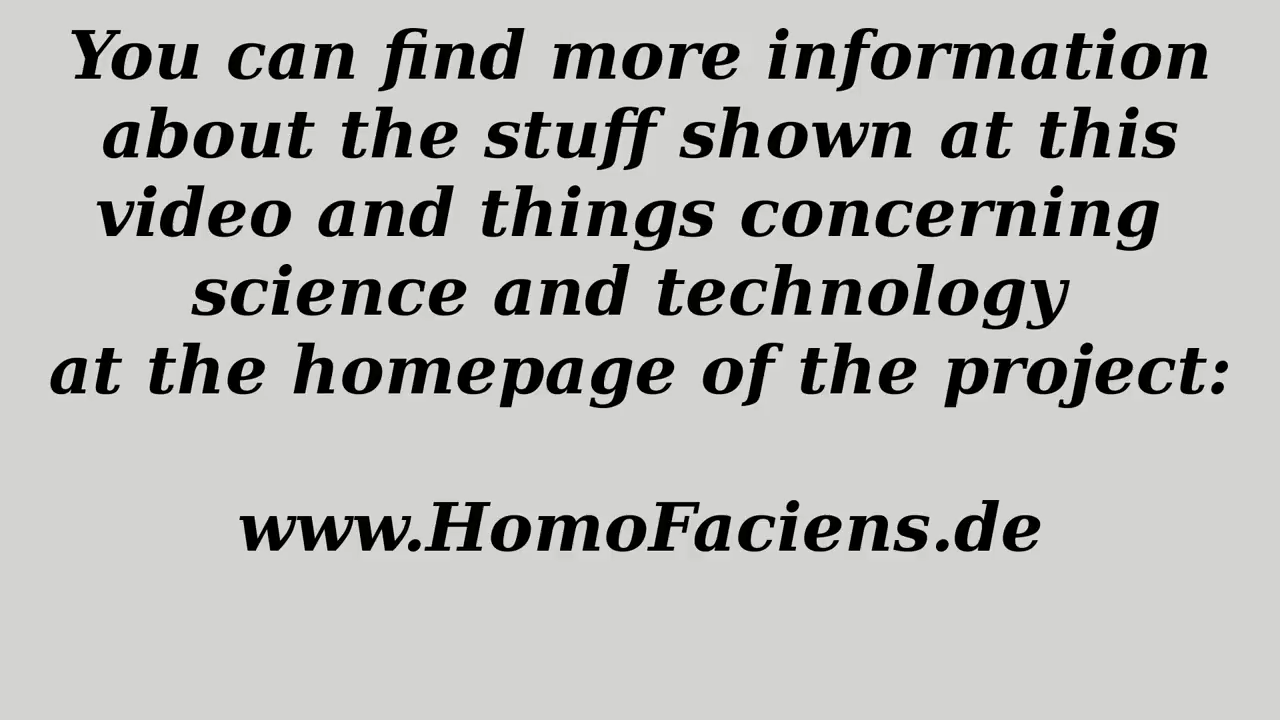 You can find more information
about the stuff shown at this
video and things concerning
science and technology
at the homepage of the project:
www.HomoFaciens.de